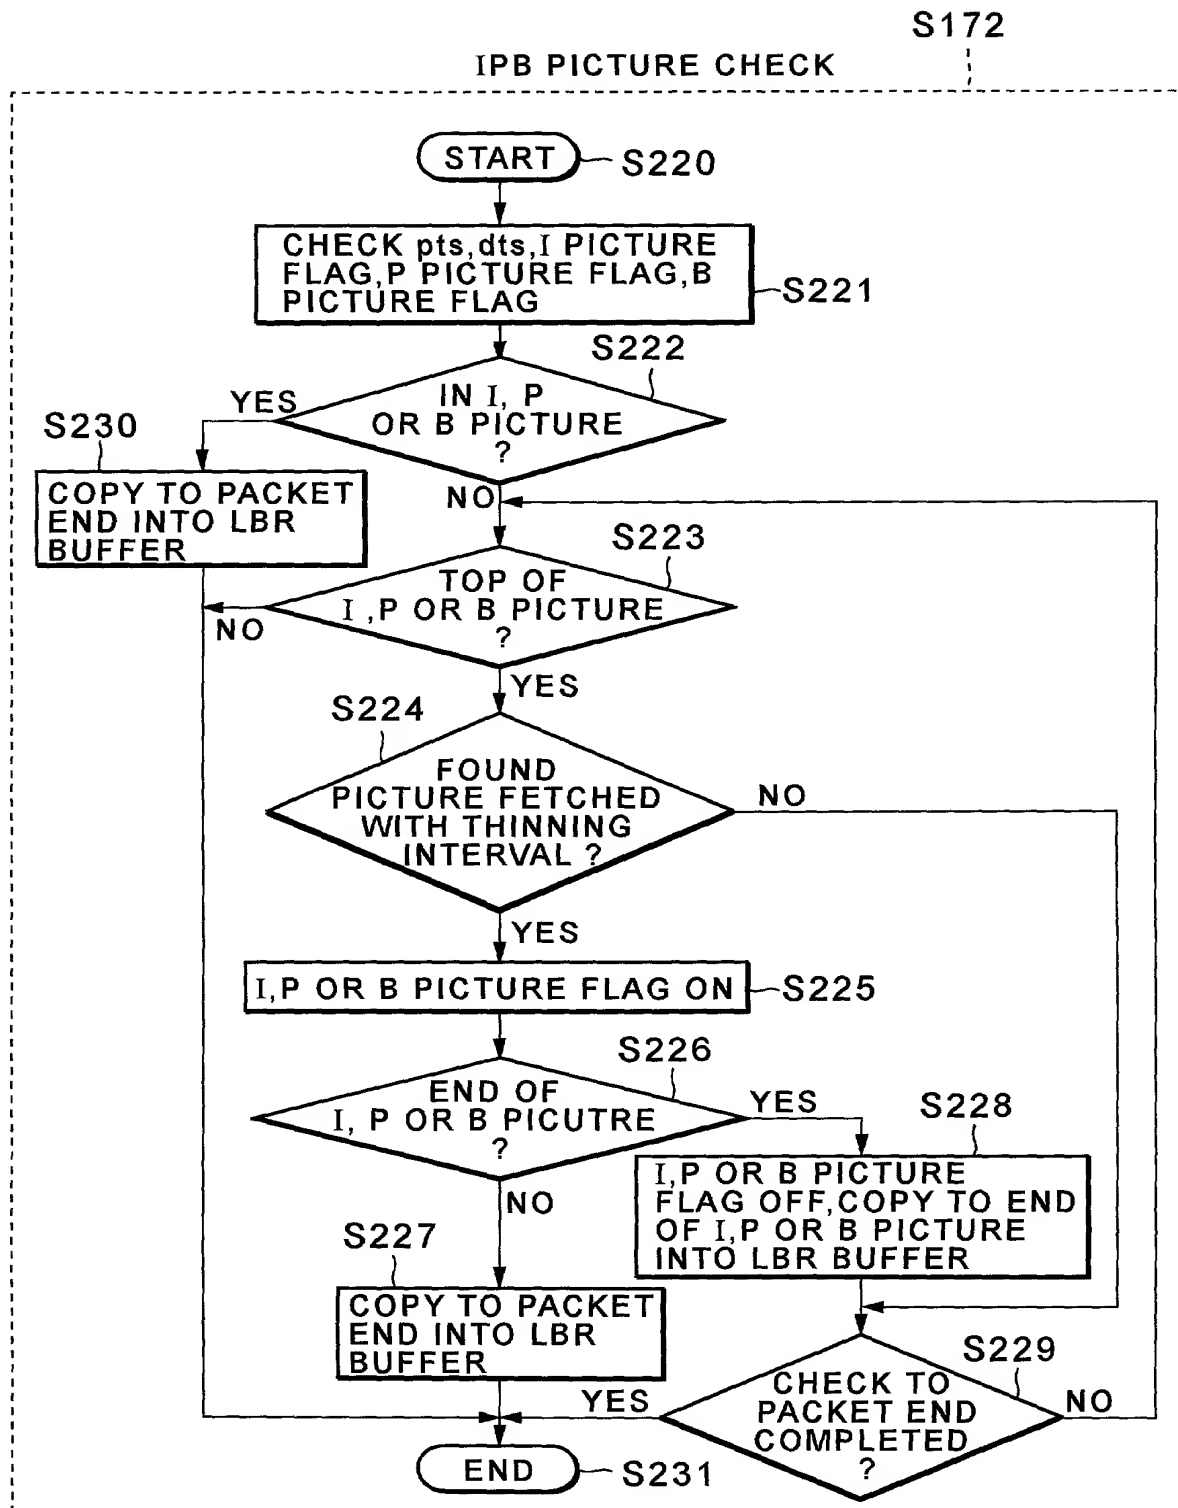 S172
IPB PICTURE CHECK
START
S220
CHECK pts,dts,I PICTURE
FLAG,P PICTURE FLAG,B
PICTURE FLAG
S221
S222
IN I, P
OR B PICTURE
?
YES
NO
S230
COPY TO PACKET
END INTO LBR
BUFFER
S223
TOP OF
I ,P OR B PICTURE
?
NO
YES
S224
FOUND
PICTURE FETCHED
WITH THINNING
INTERVAL ?
NO
YES
I,P OR B PICTURE FLAG ON
S225
S226
END OF
I, P OR B PICUTRE
?
YES
NO
S228
I,P OR B PICTURE
FLAG OFF,COPY TO END
OF I,P OR B PICTURE
INTO LBR BUFFER
S227
COPY TO PACKET
END INTO LBR
BUFFER
S229
CHECK TO
PACKET END
COMPLETED
?
YES
NO
END
S231